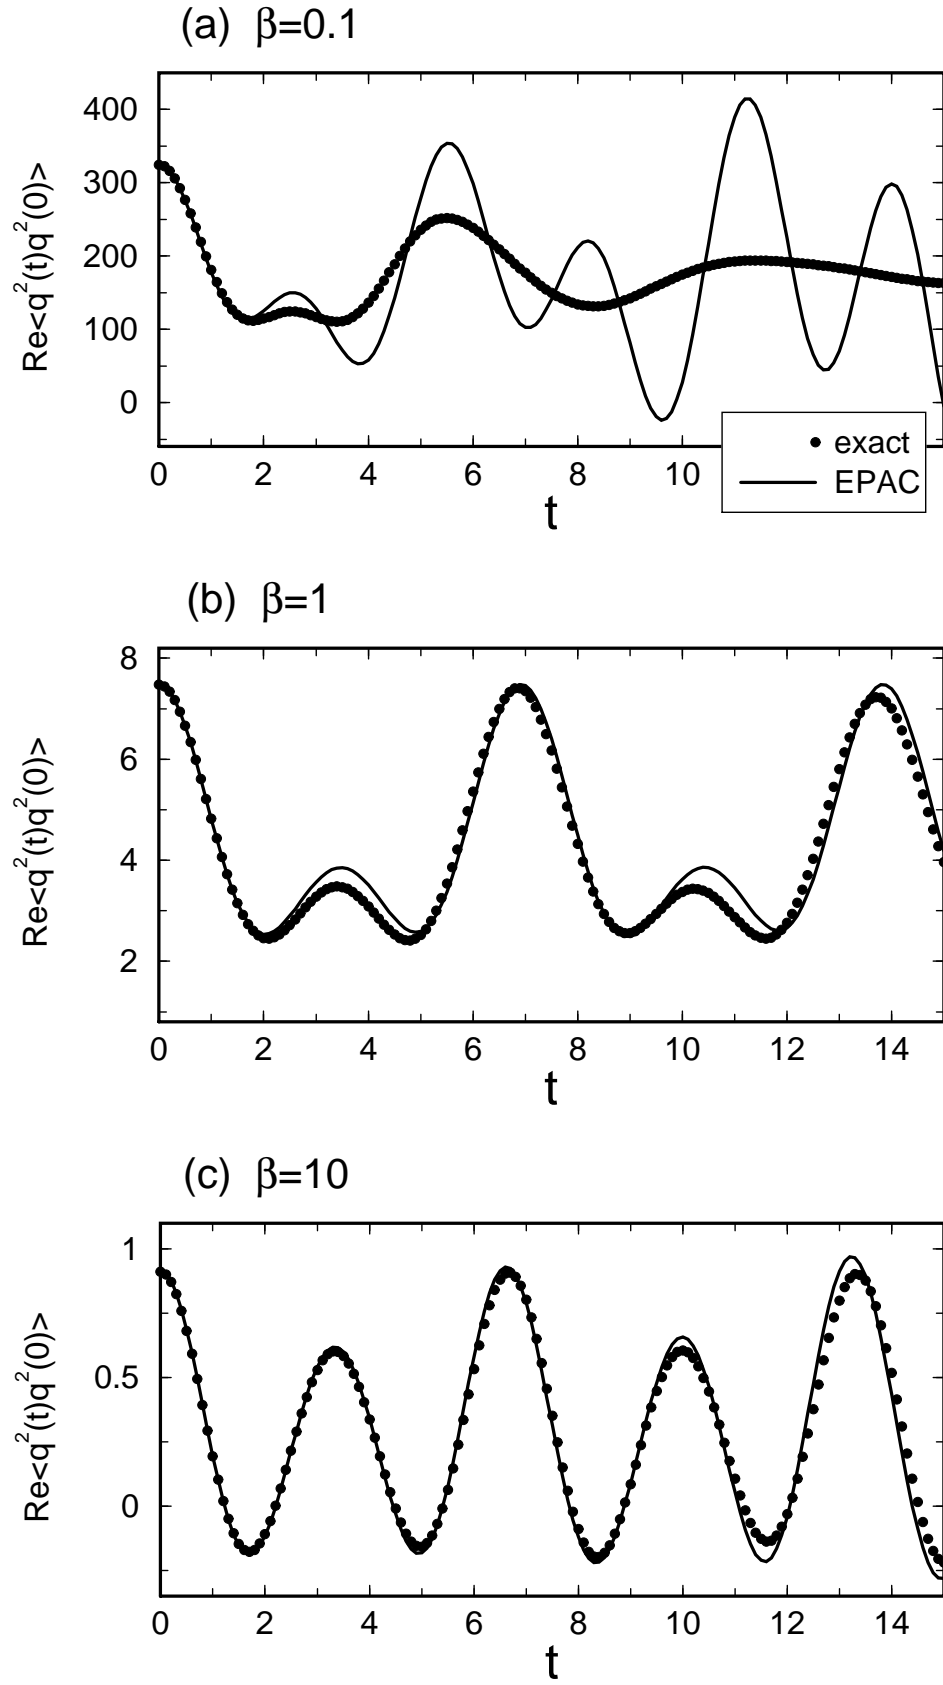 (a) β=0.1
Re<q²(t)q²(0)>
400
300
200
100
0
0 2 4 6 8 10
t
exact
EPAC
(b) β=1
Re<q²(t)q²(0)>
8
6
4
2
0 2 4 6 8 10 12 14
t
(c) β=10
Re<q²(t)q²(0)>
1
0.5
0
0 2 4 6 8 10 12 14
t